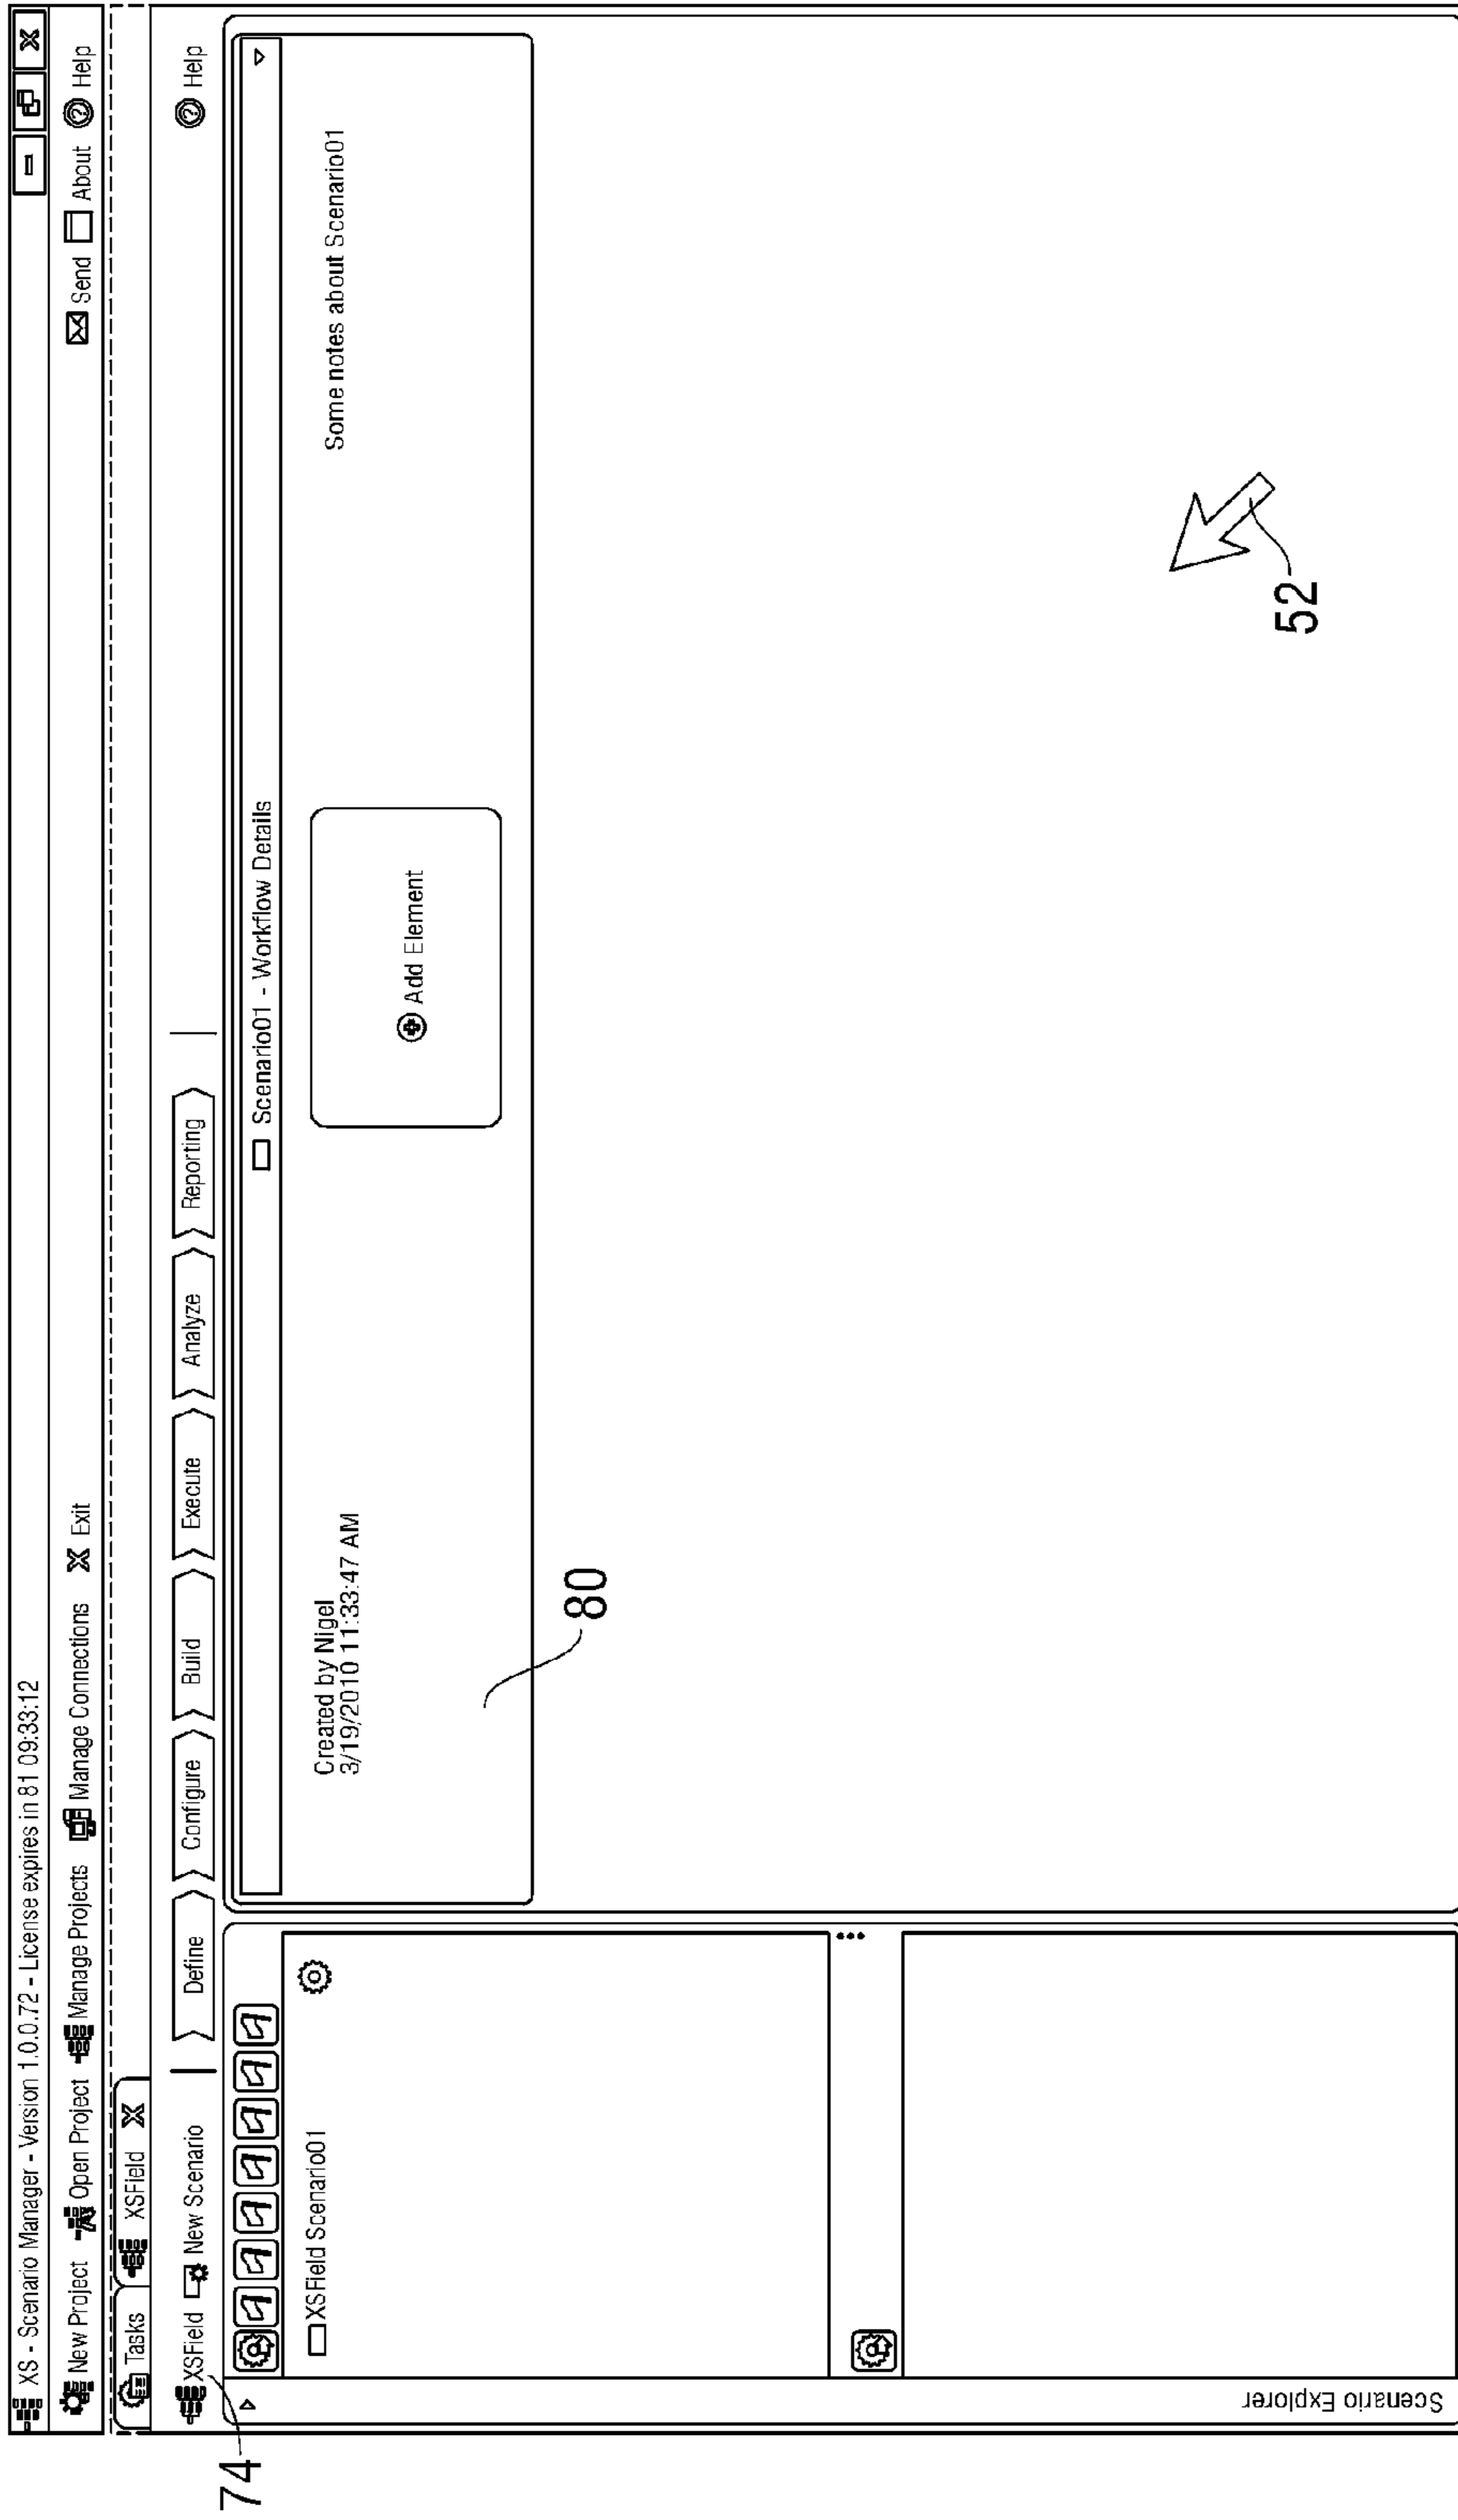 XS - Scenario Manager - Version 1.0.0.72 - License expires in 81 09:33:12
X
New Project Open Project Manage Projects Manage Connections X Exit Send About ? Help
Tasks XSField X
XSField New Scenario Define Configure Build Execute Analyze Reporting ? Help
Scenario01 - Workflow Details
XSField Scenario01
Created by Nigel
3/19/2010 11:33:47 AM
Add Element
Some notes about Scenario01
Scenario Explorer
74
80
52